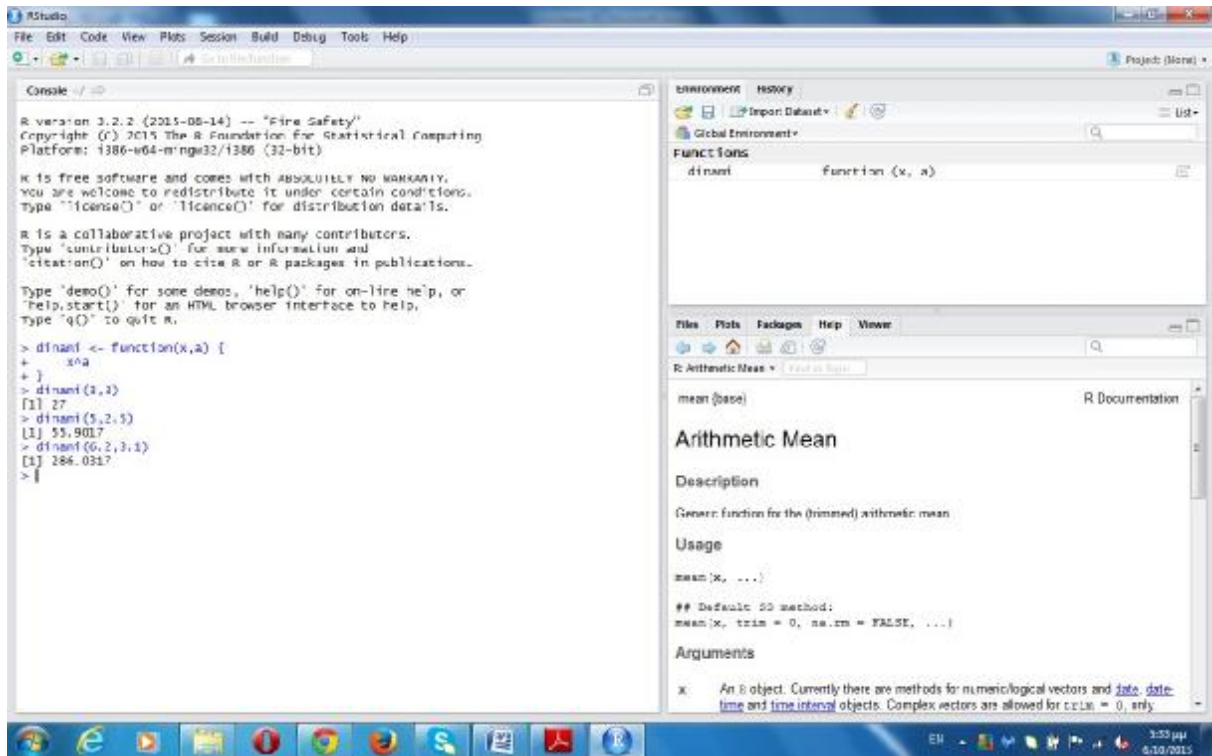 RStudio
File Edit Code View Plots Session Build Debug Tools Help
Go to file/function
Project: (None)
Console ~/
R version 3.2.2 (2015-08-14) -- "Fire Safety"
Copyright (C) 2015 The R Foundation for Statistical Computing
Platform: i386-w64-mingw32/i386 (32-bit)
R is free software and comes with ABSOLUTELY NO WARRANTY.
You are welcome to redistribute it under certain conditions.
Type 'license()' or 'licence()' for distribution details.
R is a collaborative project with many contributors.
Type 'contributors()' for more information and
'citation()' on how to cite R or R packages in publications.
Type 'demo()' for some demos, 'help()' for on-line help, or
'help.start()' for an HTML browser interface to help.
Type 'q()' to quit R.
> dinami <- function(x,a) {
+ x^a
+ }
> dinami(3,3)
[1] 27
> dinami(5,2.5)
[1] 55.9017
> dinami(6.2,3.1)
[1] 286.0317
>
Environment History
Import Dataset List
Global Environment
Functions
dinami function (x, a)
Files Plots Packages Help Viewer
R: Arithmetic Mean Find in Topic
mean {base} R Documentation
Arithmetic Mean
Description
Generic function for the (trimmed) arithmetic mean.
Usage
mean(x, ...)
## Default S3 method:
mean(x, trim = 0, na.rm = FALSE, ...)
Arguments
x An R object. Currently there are methods for numeric/logical vectors and date, date-
time and time interval objects. Complex vectors are allowed for trim = 0, only.
EN 3:53 μμ
6/10/2015